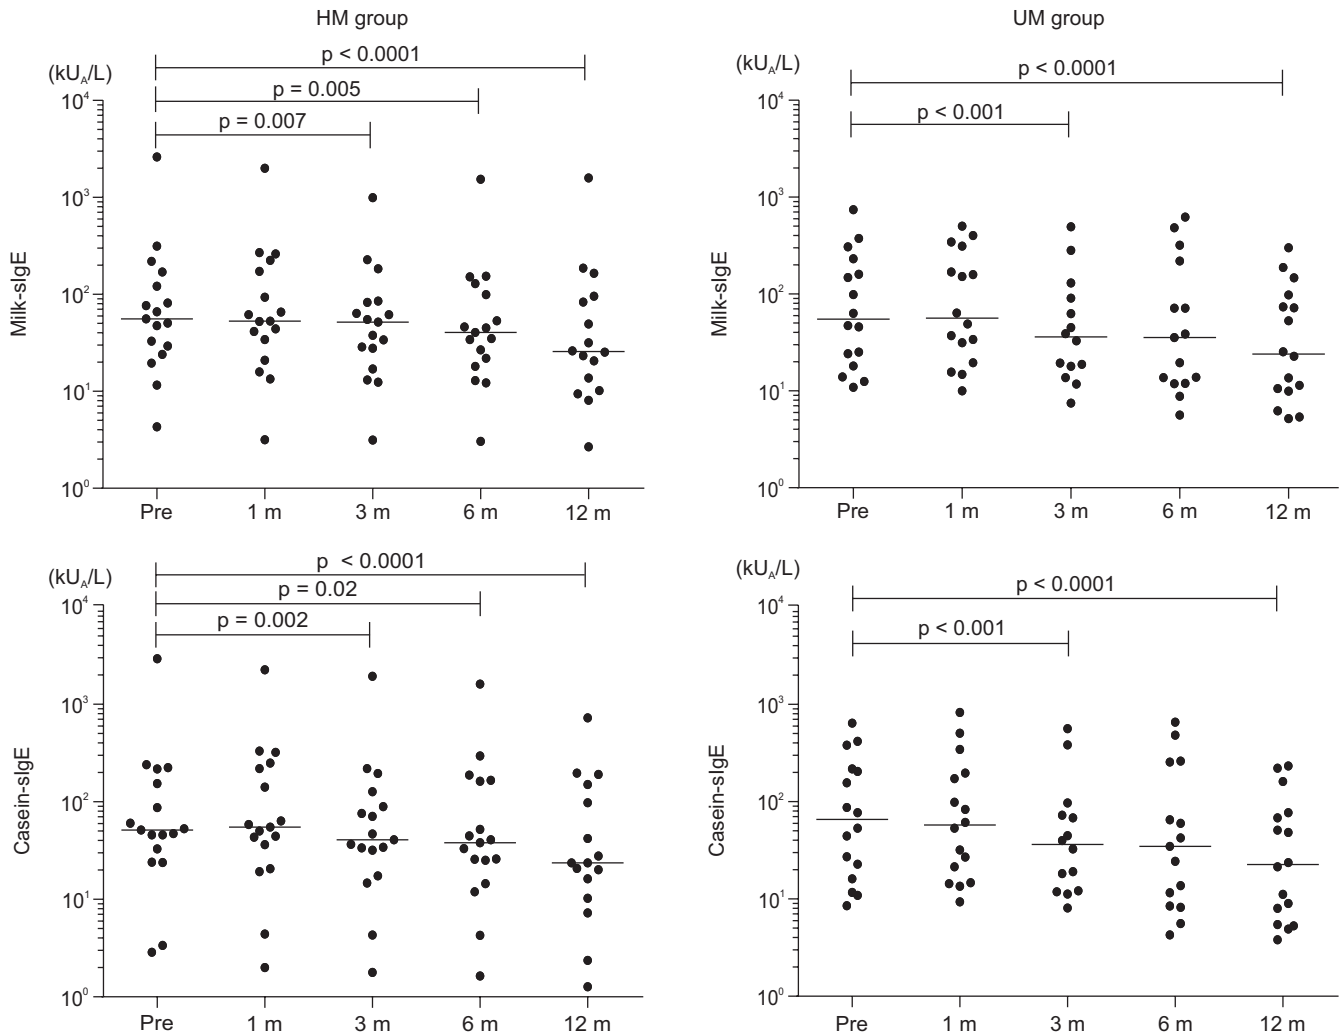 HM group
UM group
p < 0.0001
(kUA/L)
p = 0.005
p = 0.007
10⁴
10³
10²
10¹
10⁰
Milk-sIgE
Pre 1 m 3 m 6 m 12 m
(kUA/L)
p < 0.0001
p < 0.001
10⁴
10³
10²
10¹
10⁰
Milk-sIgE
Pre 1 m 3 m 6 m 12 m
p < 0.0001
(kUA/L)
p = 0.02
p = 0.002
10⁴
10³
10²
10¹
10⁰
Casein-sIgE
Pre 1 m 3 m 6 m 12 m
(kUA/L)
p < 0.0001
p < 0.001
10⁴
10³
10²
10¹
10⁰
Casein-sIgE
Pre 1 m 3 m 6 m 12 m